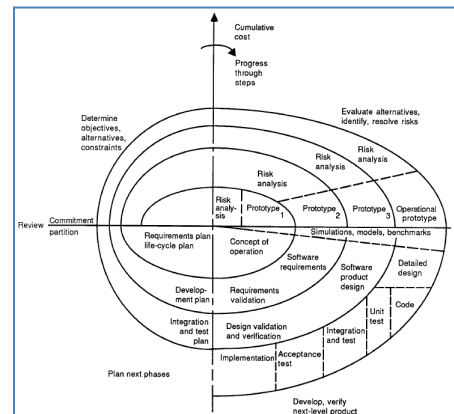 Cumulative
cost
Progress
through
steps
Determine
objectives,
alternatives,
constraints
Evaluate alternatives,
identify, resolve risks
Risk
analysis
Risk
analysis
Risk
analysis
Risk
analy-
sis
Prototype
1
Prototype
2
Prototype
3
Operational
prototype
Review
Commitment
partition
Simulations, models, benchmarks
Requirements plan
life-cycle plan
Concept of
operation
Software
requirements
Software
product
design
Detailed
design
Develop-
ment plan
Requirements
validation
Unit
test
Code
Integration
and test
plan
Design validation
and verification
Integration
and test
Implementation
Acceptance
test
Plan next phases
Develop, verify
next-level product